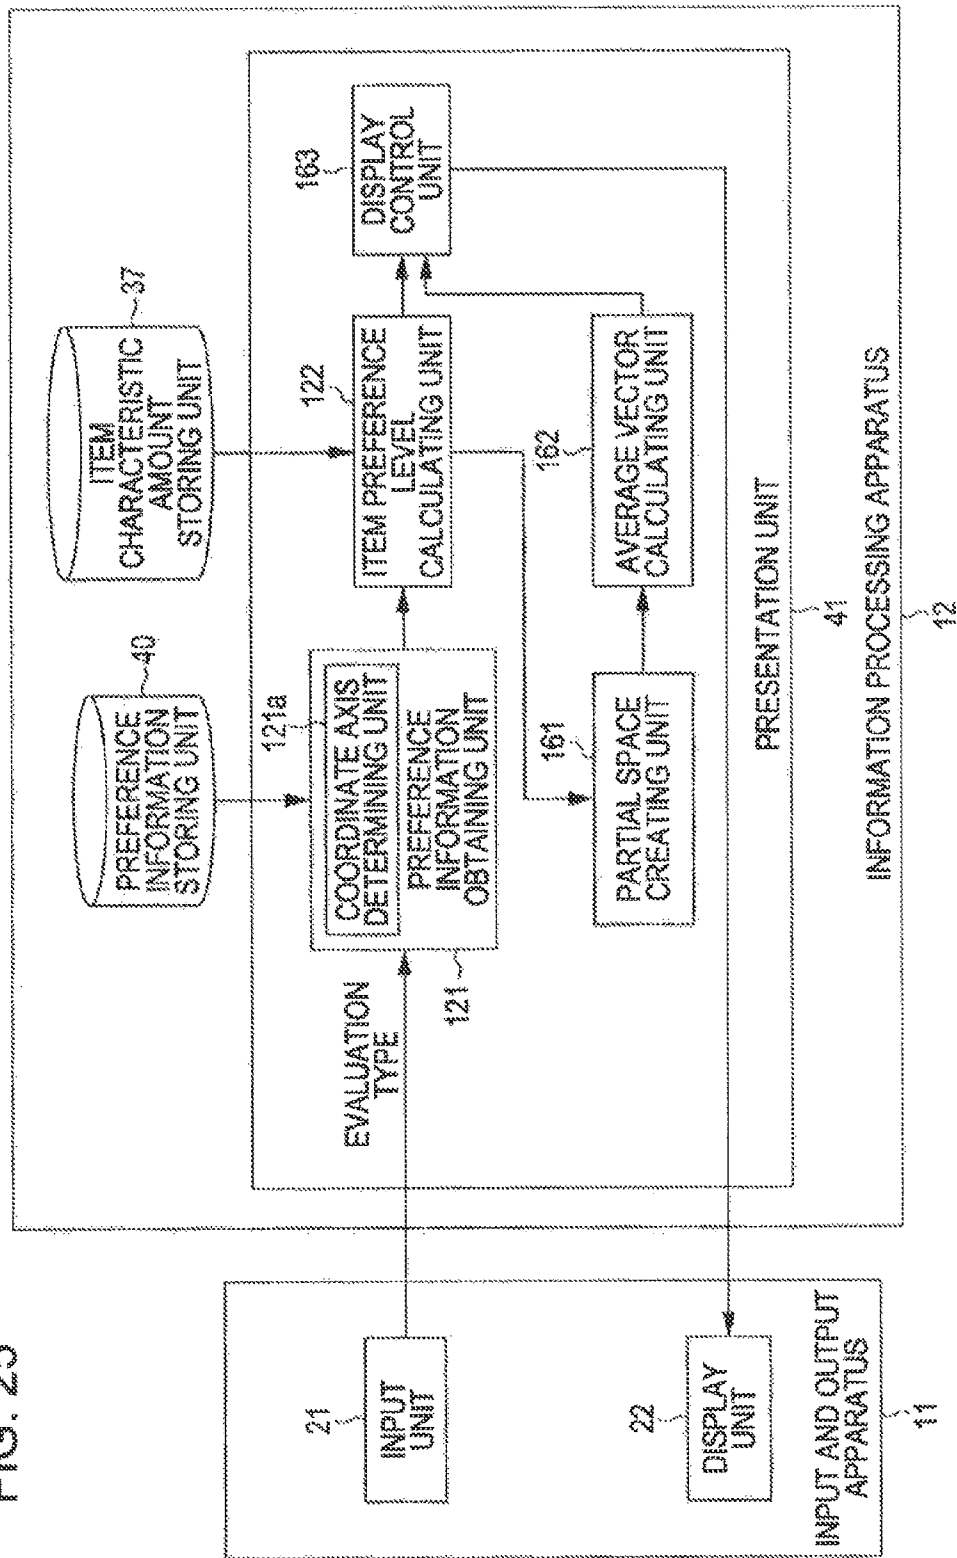 FIG. 25
PREFERENCE
INFORMATION
STORING UNIT
40
ITEM
CHARACTERISTIC
AMOUNT
STORING UNIT
37
EVALUATION
TYPE
121a
COORDINATE AXIS
DETERMINING UNIT
PREFERENCE
INFORMATION
OBTAINING UNIT
121
122
ITEM PREFERENCE
LEVEL
CALCULATING UNIT
163
DISPLAY
CONTROL
UNIT
161
PARTIAL SPACE
CREATING UNIT
162
AVERAGE VECTOR
CALCULATING UNIT
PRESENTATION UNIT
41
INFORMATION PROCESSING APPARATUS
12
21
INPUT
UNIT
22
DISPLAY
UNIT
INPUT AND OUTPUT
APPARATUS
11